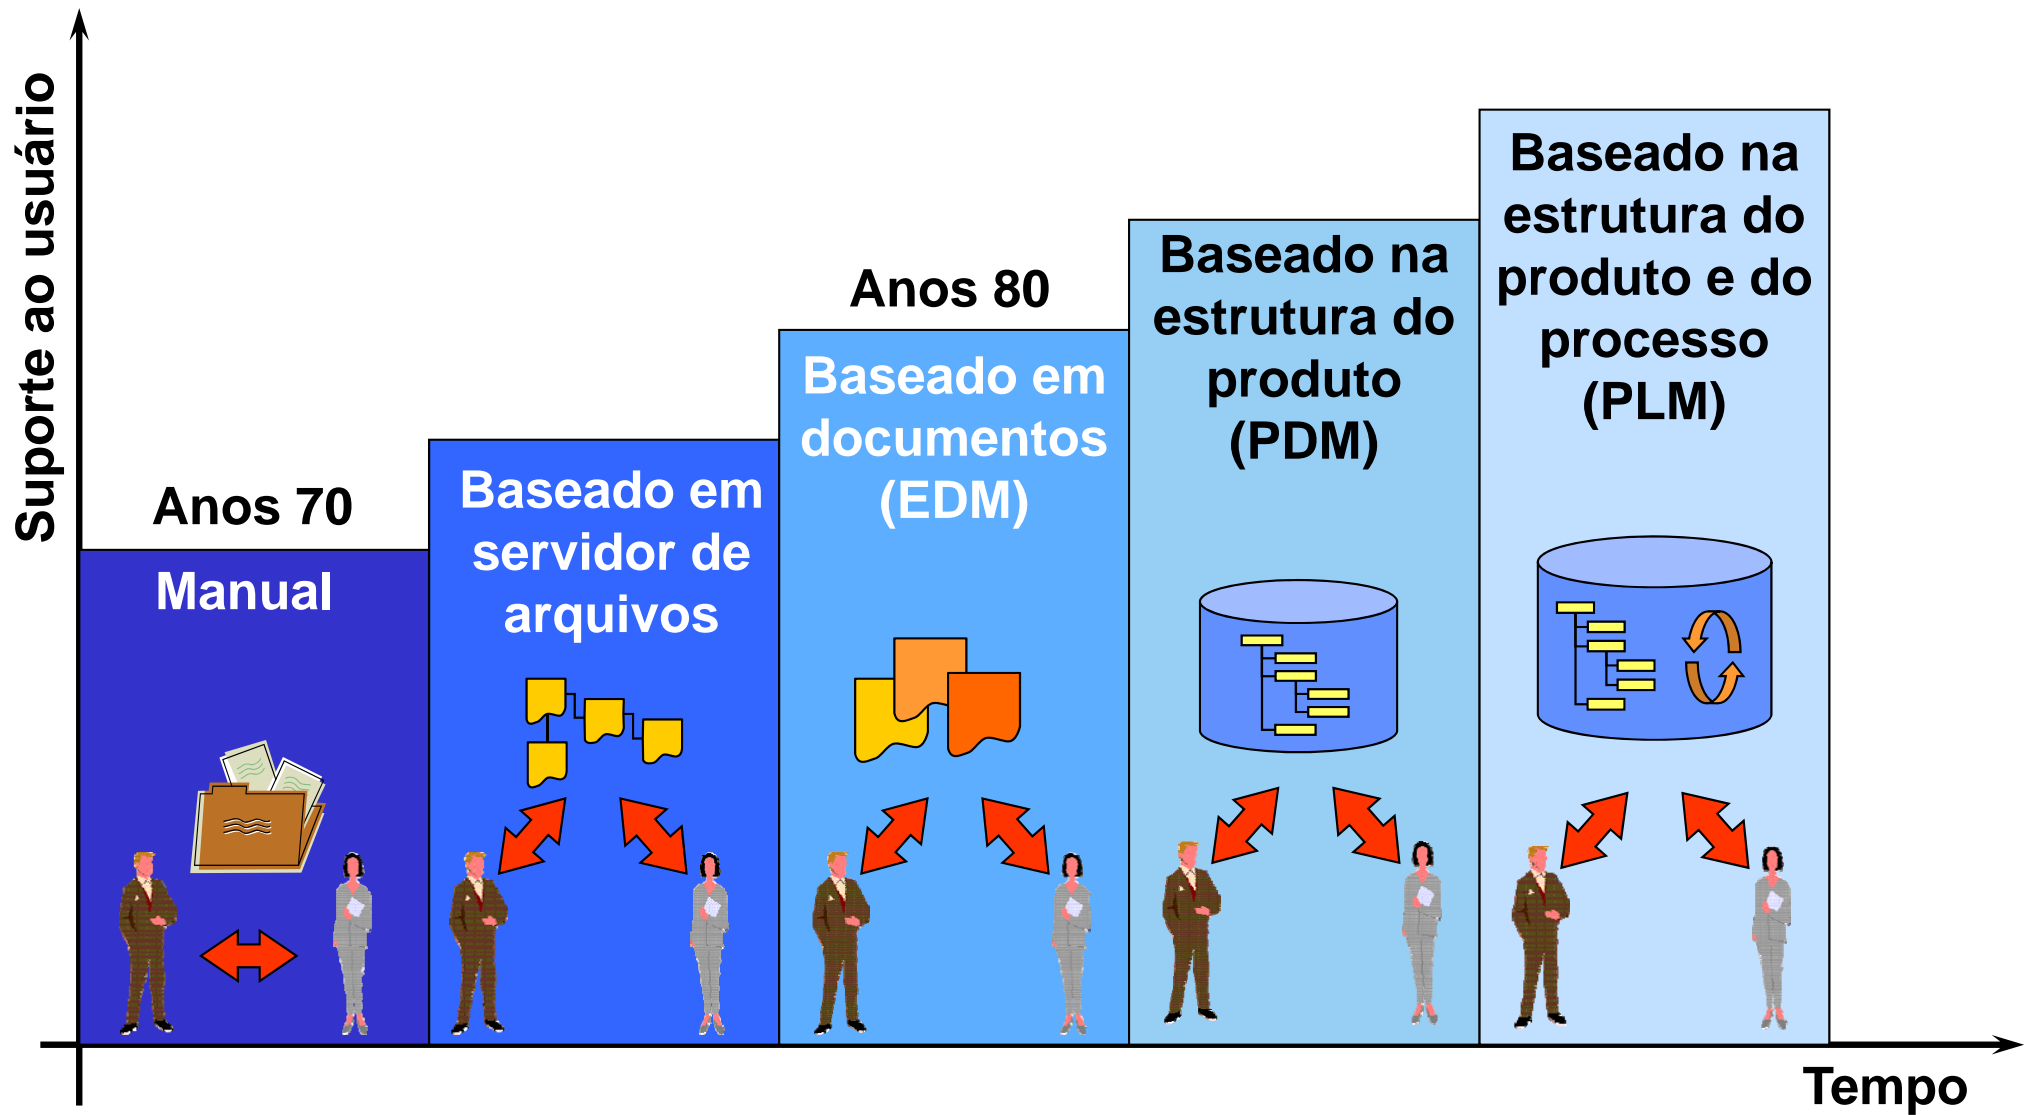 Suporte ao usuário
Anos 70
Manual
Baseado em
servidor de
arquivos
Anos 80
Baseado em
documentos
(EDM)
Baseado na
estrutura do
produto
(PDM)
Baseado na
estrutura do
produto e do
processo
(PLM)
Tempo